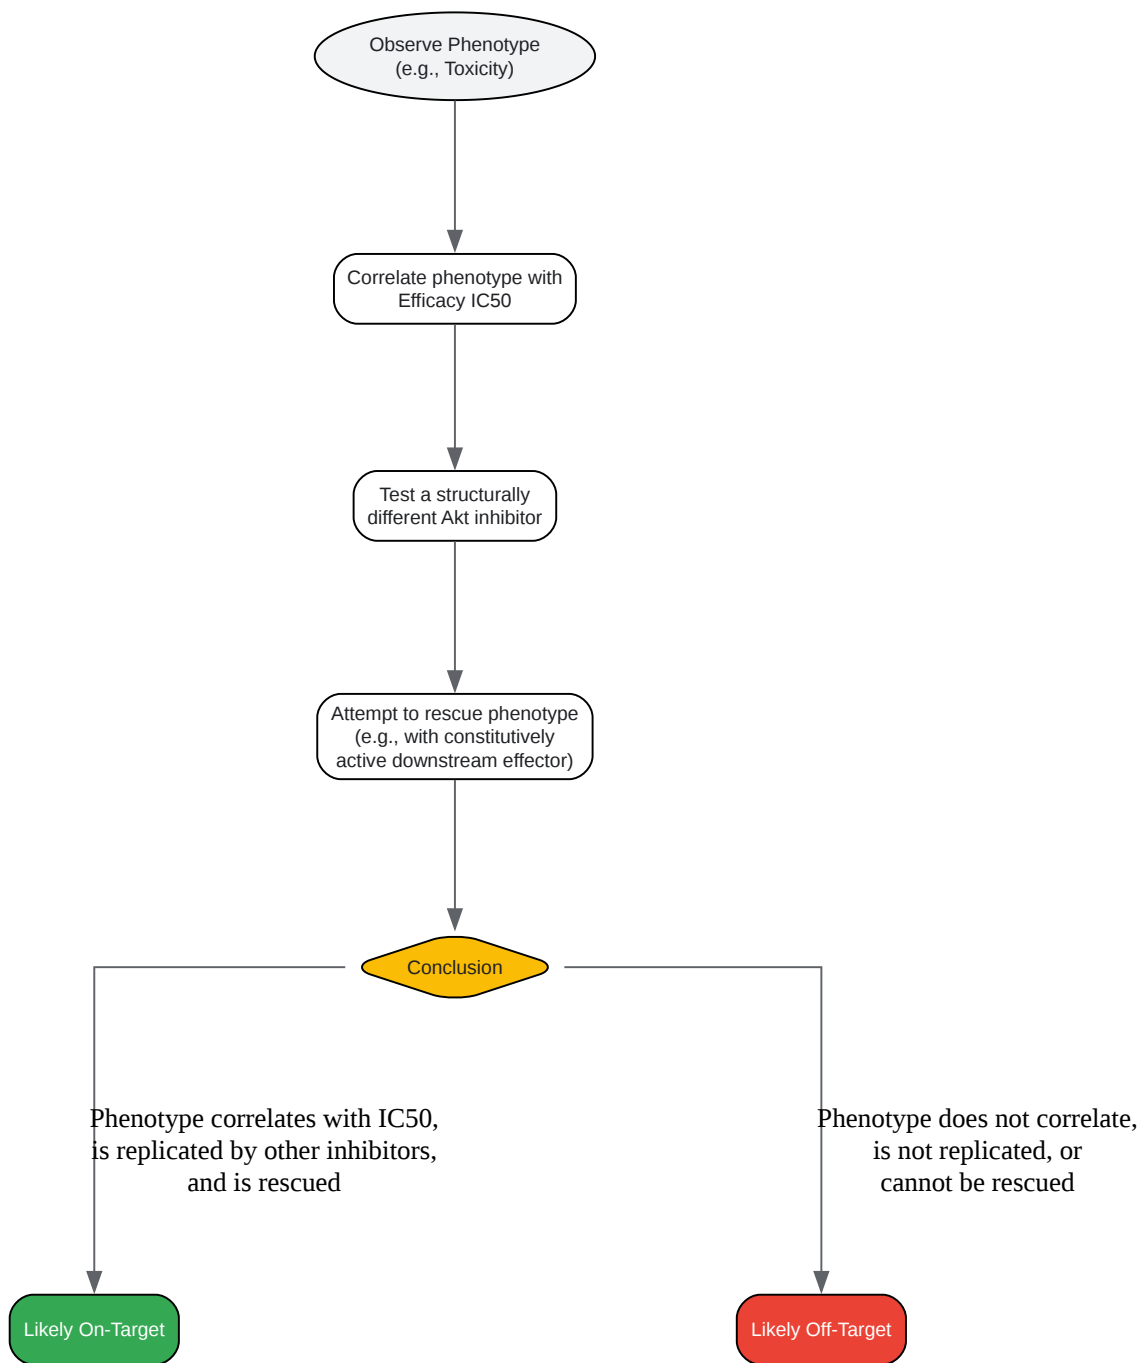 Observe Phenotype
(e.g., Toxicity)
Correlate phenotype with
Efficacy IC50
Test a structurally
different Akt inhibitor
Attempt to rescue phenotype
(e.g., with constitutively
active downstream effector)
Conclusion
Phenotype correlates with IC50,
is replicated by other inhibitors,
and is rescued
Phenotype does not correlate,
is not replicated, or
cannot be rescued
Likely On-Target
Likely Off-Target